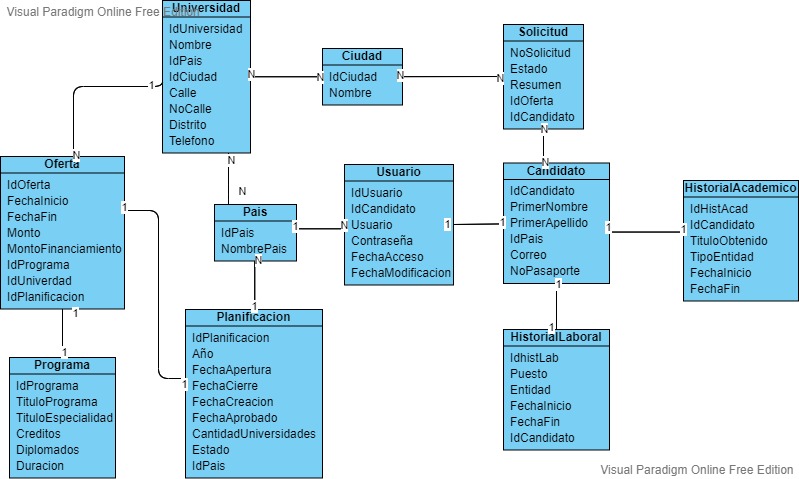 Visual Paradigm Online Free Edition
Universidad
IdUniversidad
Nombre
IdPais
IdCiudad
Calle
NoCalle
Distrito
Telefono
Ciudad
IdCiudad
Nombre
Solicitud
NoSolicitud
Estado
Resumen
IdOferta
IdCandidato
1
N
N
N
N
N
N
N
N
N
Oferta
IdOferta
FechaInicio
FechaFin
Monto
MontoFinanciamiento
IdPrograma
IdUniverdad
IdPlanificacion
1
1
1
1
Pais
IdPais
NombrePais
1
N
N
1
Usuario
IdUsuario
IdCandidato
Usuario
Contraseña
FechaAcceso
FechaModificacion
1
1
Candidato
IdCandidato
PrimerNombre
PrimerApellido
IdPais
Correo
NoPasaporte
1
1
1
1
HistorialAcademico
IdHistAcad
IdCandidato
TituloObtenido
TipoEntidad
FechaInicio
FechaFin
Programa
IdPrograma
TituloPrograma
TituloEspecialidad
Creditos
Diplomados
Duracion
Planificacion
IdPlanificacion
Año
FechaApertura
FechaCierre
FechaCreacion
FechaAprobado
CantidadUniversidades
Estado
IdPais
HistorialLaboral
IdhistLab
Puesto
Entidad
FechaInicio
FechaFin
IdCandidato
Visual Paradigm Online Free Edition